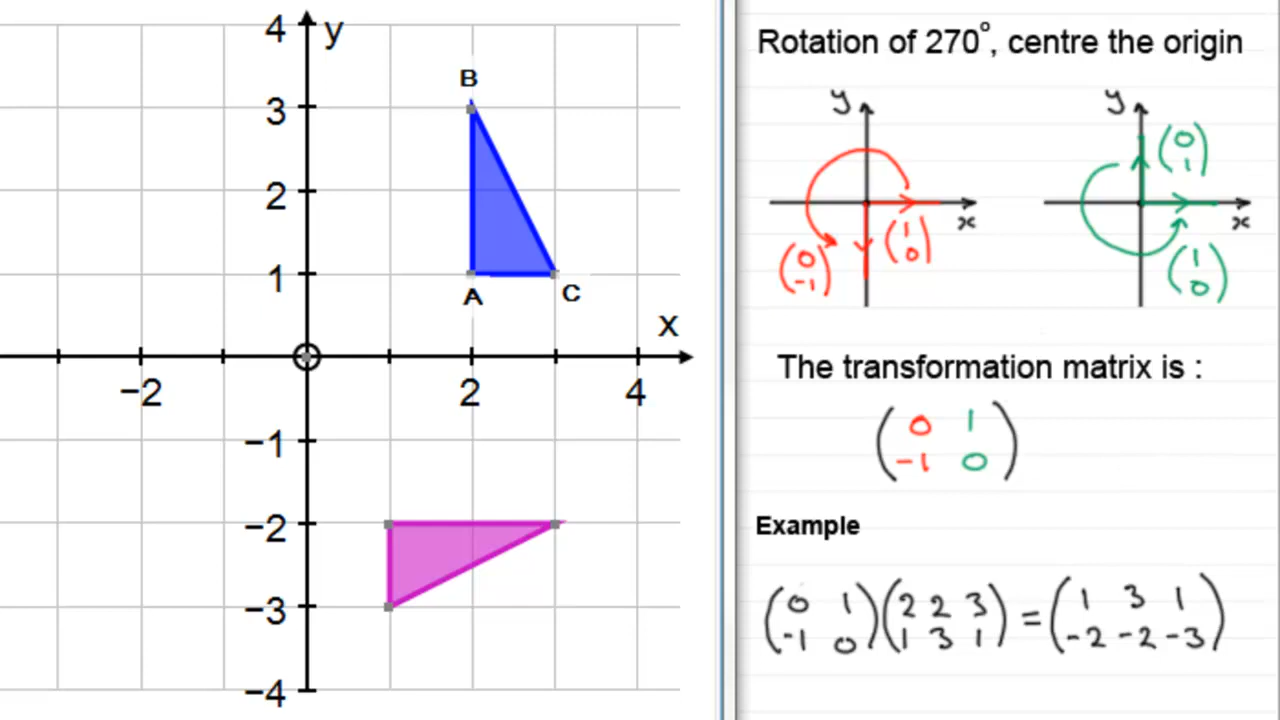 4 y
B
3
2
1
A C
x
−2 2 4
−1
−2
−3
−4
Rotation of 270°, centre the origin
y y
(0 1)
x x
(1 0)
(0 -1)
(1 0)
The transformation matrix is :
(0 1
-1 0)
Example
(0 1 (2 2 3 = (1 3 1
-1 0) 1 3 1) -2 -2 -3)